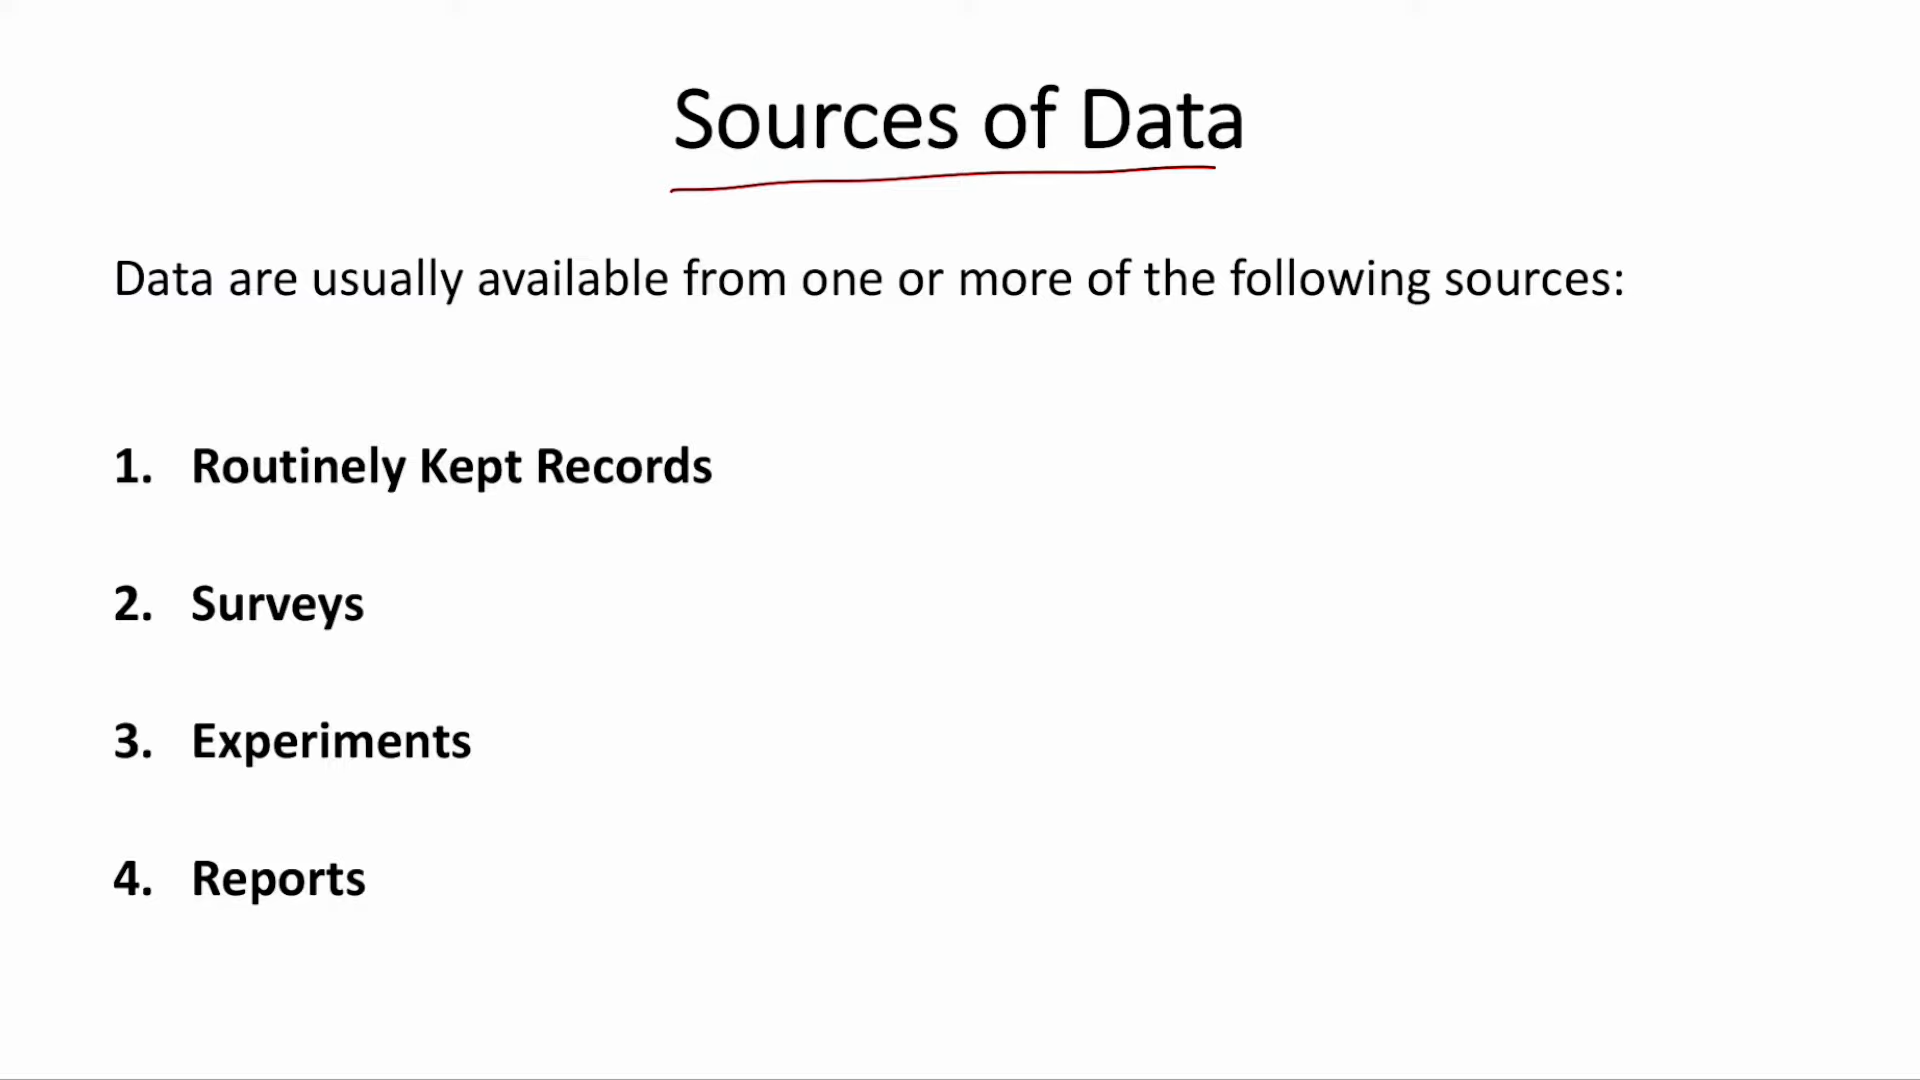 Sources of Data
Data are usually available from one or more of the following sources:
1. Routinely Kept Records
2. Surveys
3. Experiments
4. Reports